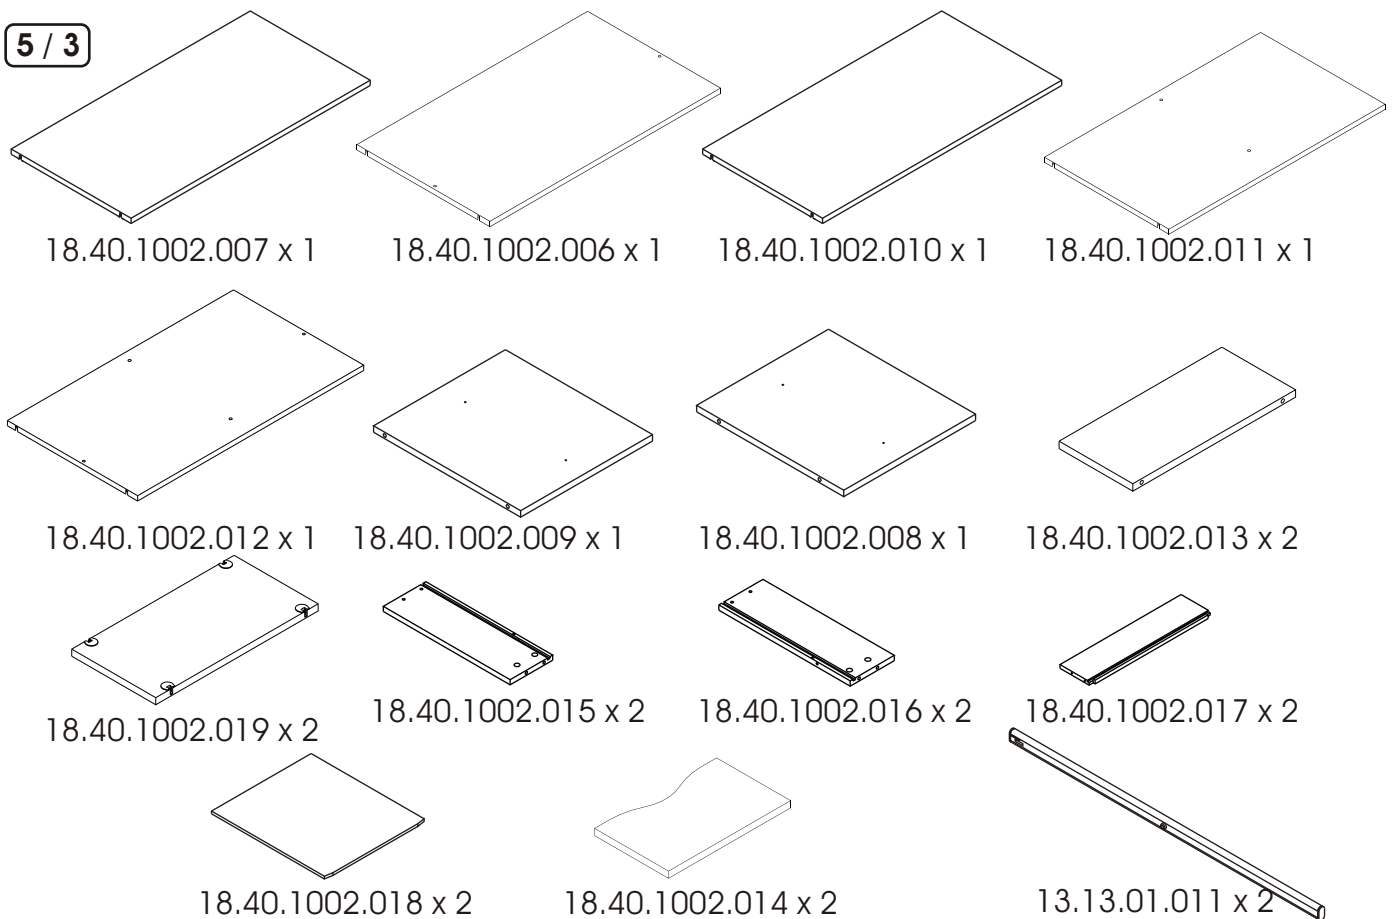 5 / 3
18.40.1002.007 x 1
18.40.1002.006 x 1
18.40.1002.010 x 1
18.40.1002.011 x 1
18.40.1002.012 x 1
18.40.1002.009 x 1
18.40.1002.008 x 1
18.40.1002.013 x 2
18.40.1002.019 x 2
18.40.1002.015 x 2
18.40.1002.016 x 2
18.40.1002.017 x 2
18.40.1002.018 x 2
18.40.1002.014 x 2
13.13.01.011 x 2